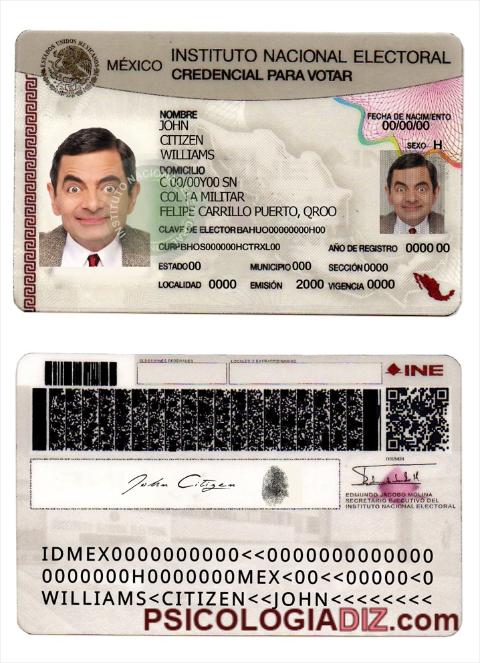 ESTADOS UNIDOS MEXICANOS
MÉXICO INSTITUTO NACIONAL ELECTORAL
CREDENCIAL PARA VOTAR
NOMBRE
JOHN
CITIZEN
WILLIAMS
FECHA DE NACIMIENTO
00/00/00
SEXO H
DOMICILIO
C 00/00Y00 SN
COL A MILITAR
FELIPE CARRILLO PUERTO, QROO
CLAVE DE ELECTOR BAHUO00000000H00
CURP BHOS000000HCTRXL00 AÑO DE REGISTRO 0000 00
ESTADO 00 MUNICIPIO 000 SECCIÓN 0000
LOCALIDAD 0000 EMISIÓN 2000 VIGENCIA 0000
INSTITUTO NACIONAL
ELECCIONES FEDERALES LOCALES Y EXTRAORDINARIAS
INE
John Citizen
EDMUNDO JACOBO MOLINA
SECRETARIO EJECUTIVO DEL
INSTITUTO NACIONAL ELECTORAL
IDMEX0000000000<<0000000000000
0000000H0000000MEX<00<<00000<0
WILLIAMS<CITIZEN<<JOHN<<<<<<<<
PSICOLOGIADIZ.com